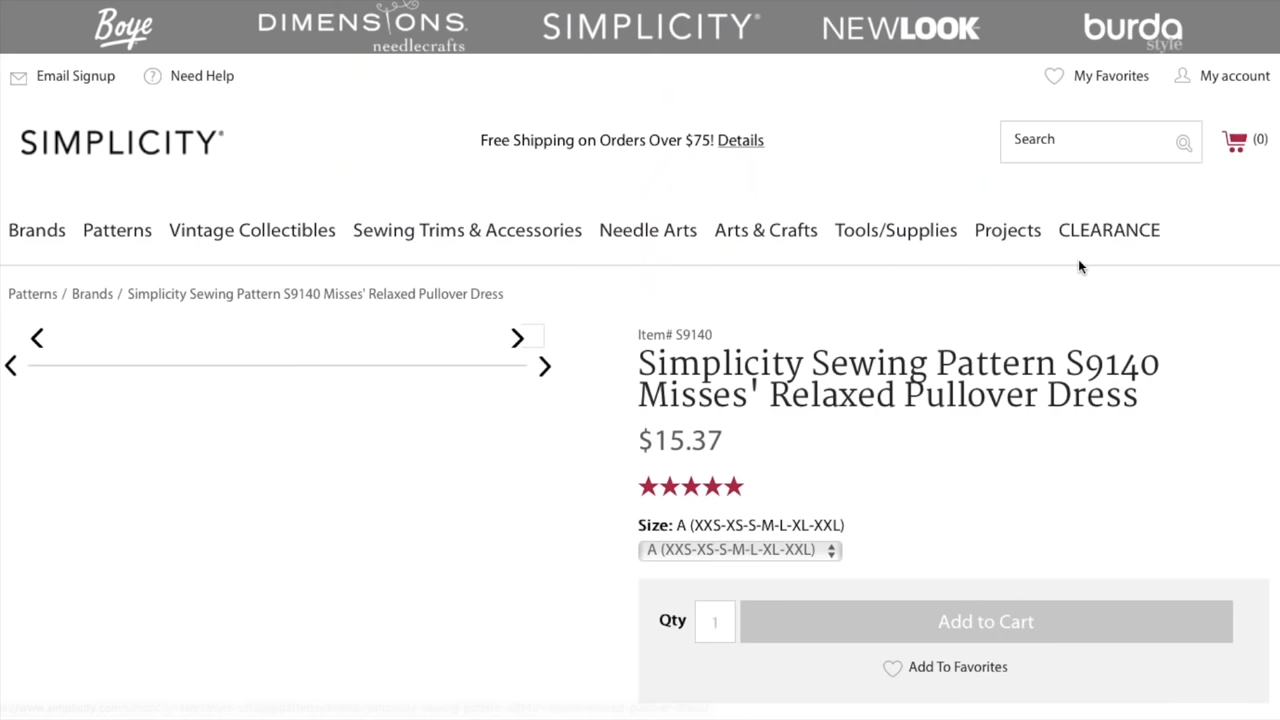 Boye
DIMENSIONS®
needlecrafts
SIMPLICITY®
NEWLOOK
burda
style
Email Signup
Need Help
My Favorites
My account
SIMPLICITY®
Free Shipping on Orders Over $75! Details
Search
(0)
Brands Patterns Vintage Collectibles Sewing Trims & Accessories Needle Arts Arts & Crafts Tools/Supplies Projects CLEARANCE
Patterns / Brands / Simplicity Sewing Pattern S9140 Misses' Relaxed Pullover Dress
Item# S9140
Simplicity Sewing Pattern S9140
Misses' Relaxed Pullover Dress
$15.37
Size: A (XXS-XS-S-M-L-XL-XXL)
A (XXS-XS-S-M-L-XL-XXL)
Qty 1 Add to Cart
Add To Favorites